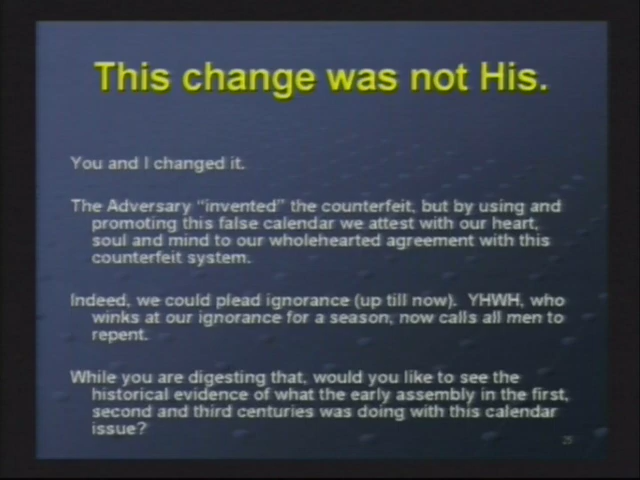 This change was not His.
You and I changed it.
The Adversary “invented” the counterfeit, but by using and
promoting this false calendar we attest with our heart,
soul and mind to our wholehearted agreement with this
counterfeit system.
Indeed, we could plead ignorance (up till now). YHWH, who
winks at our ignorance for a season, now calls all men to
repent.
While you are digesting that, would you like to see the
historical evidence of what the early assembly in the first,
second and third centuries was doing with this calendar
issue?
25